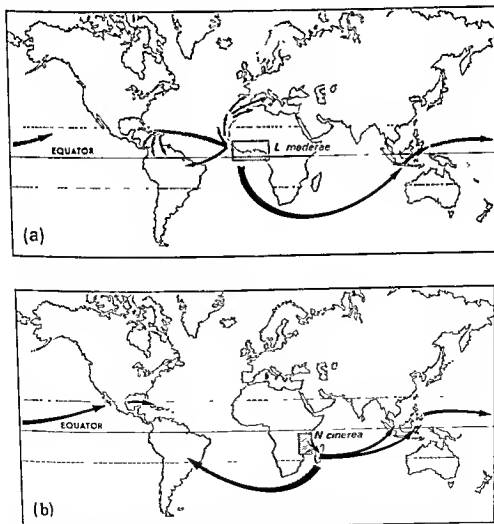 EQUATOR
L maderae
(a)
EQUATOR
N cinerea
?
(b)